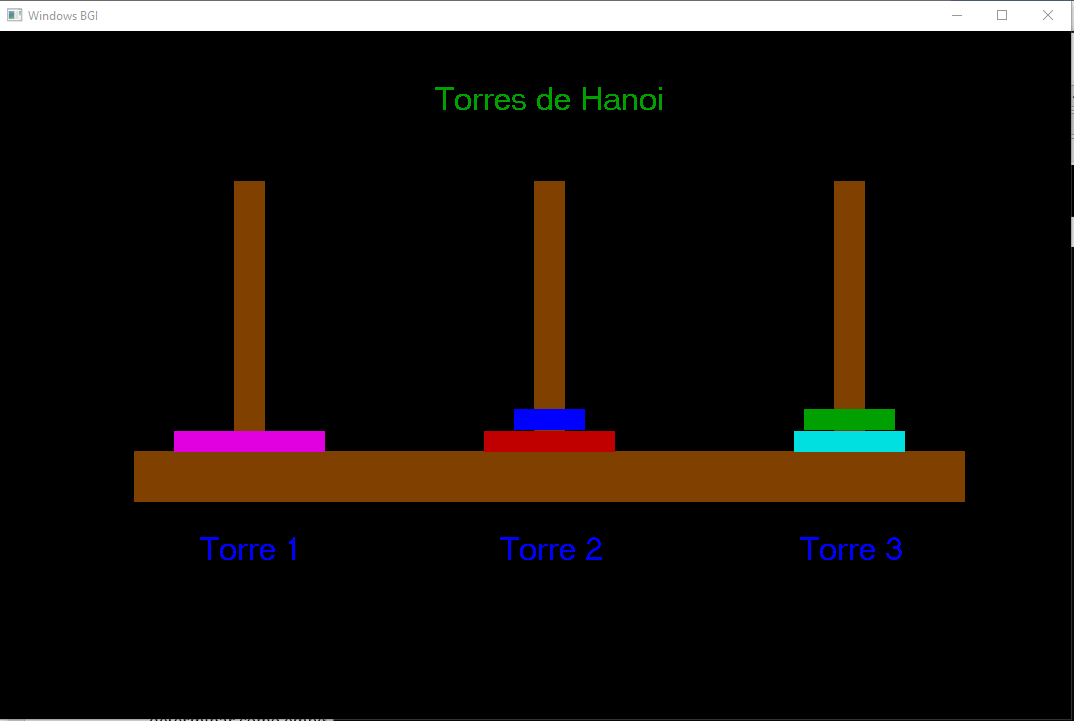 Windows BGI
Torres de Hanoi
Torre 1
Torre 2
Torre 3